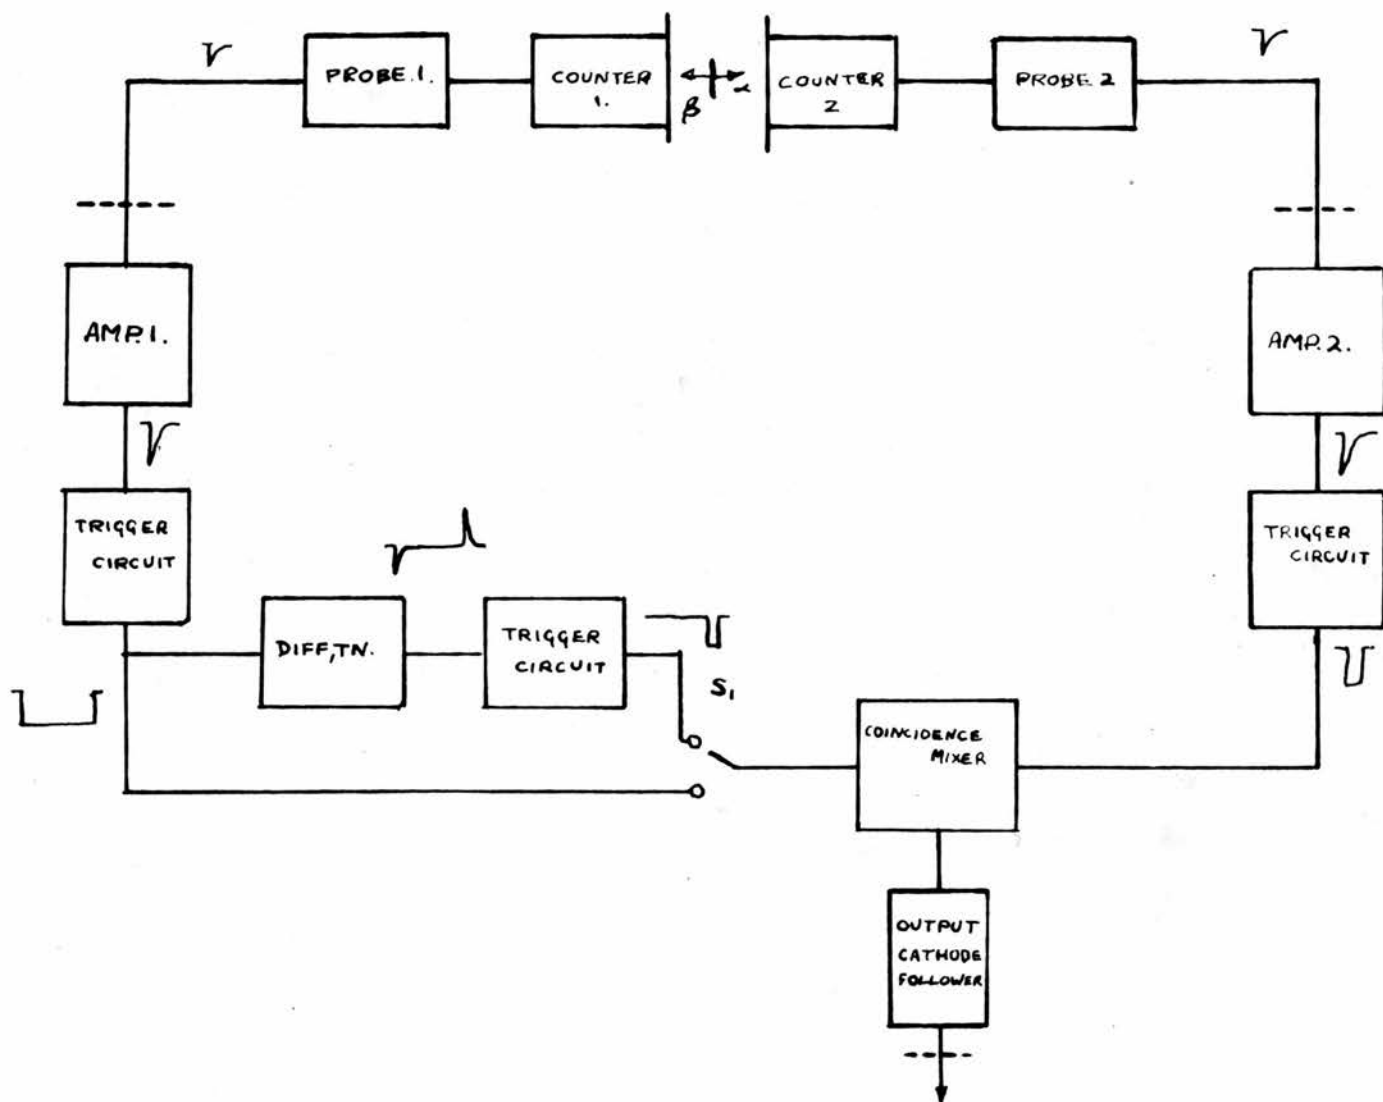 PROBE.1.
COUNTER
1.
β
α
COUNTER
2
PROBE 2
AMP.1.
AMP.2.
TRIGGER
CIRCUIT
TRIGGER
CIRCUIT
DIFF,TN.
TRIGGER
CIRCUIT
S1
COINCIDENCE
MIXER
OUTPUT
CATHODE
FOLLOWER